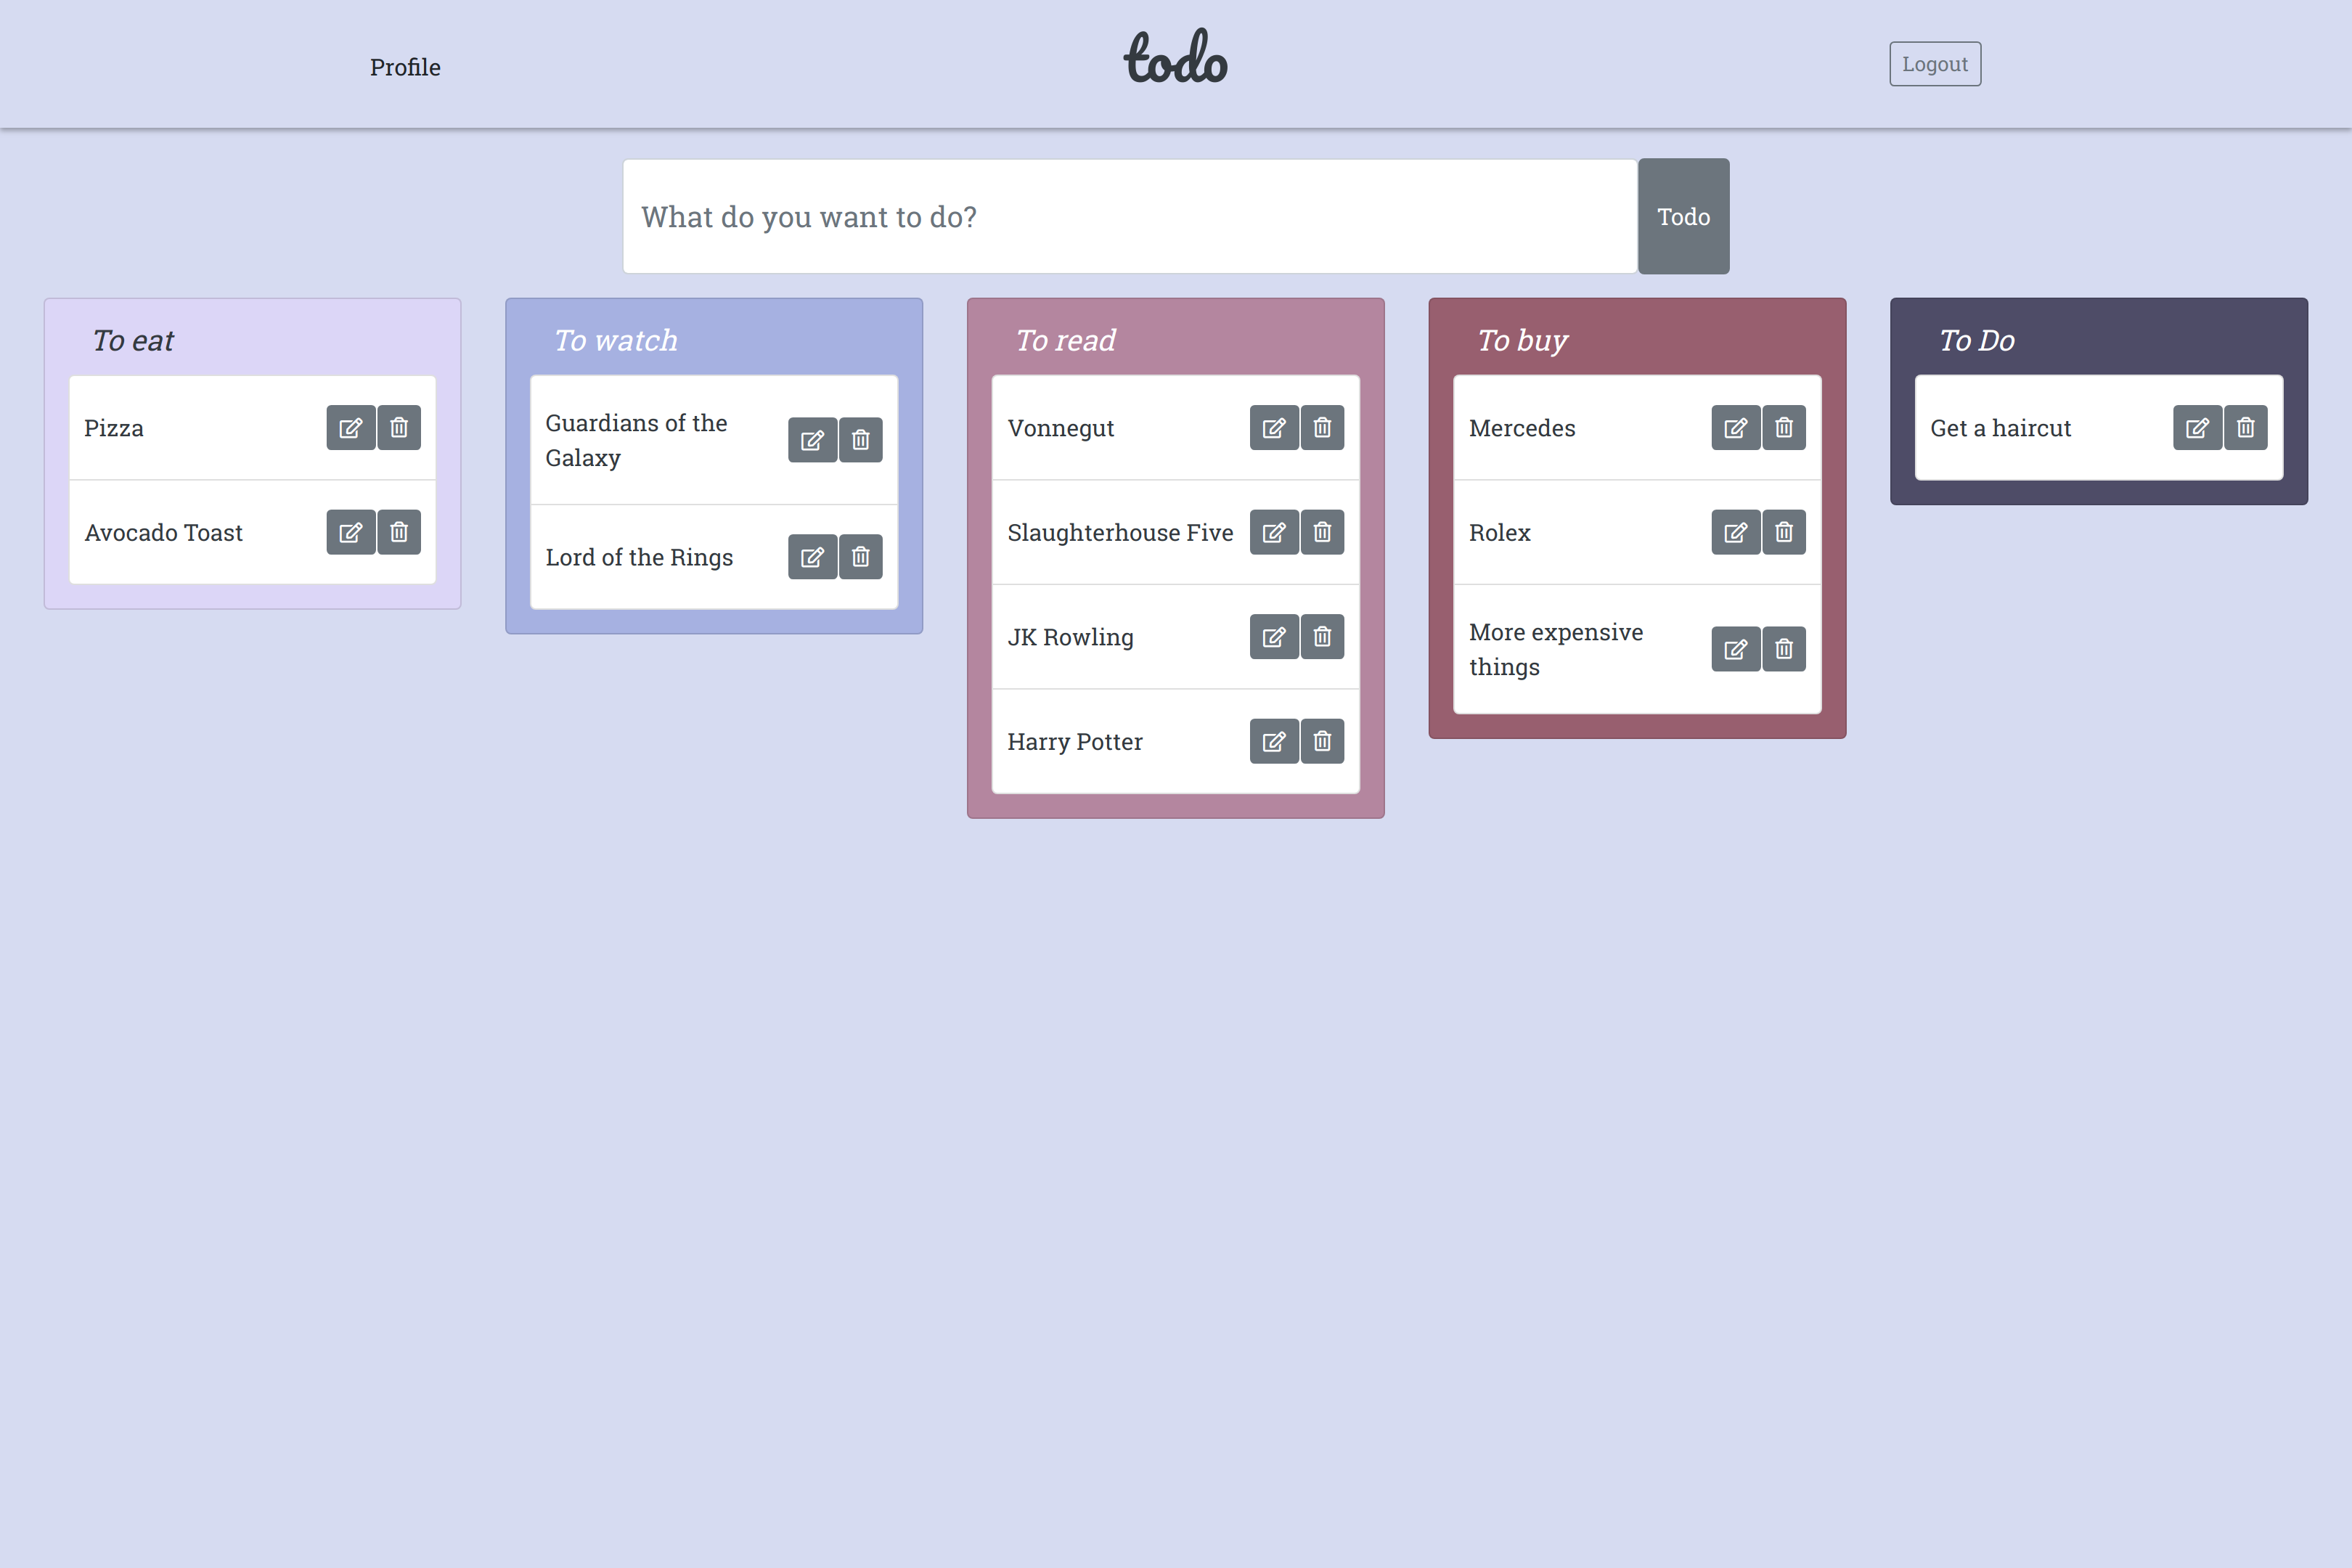 Profile
todo
Logout
What do you want to do?
Todo
To eat
Pizza
Avocado Toast
To watch
Guardians of the
Galaxy
Lord of the Rings
To read
Vonnegut
Slaughterhouse Five
JK Rowling
Harry Potter
To buy
Mercedes
Rolex
More expensive
things
To Do
Get a haircut